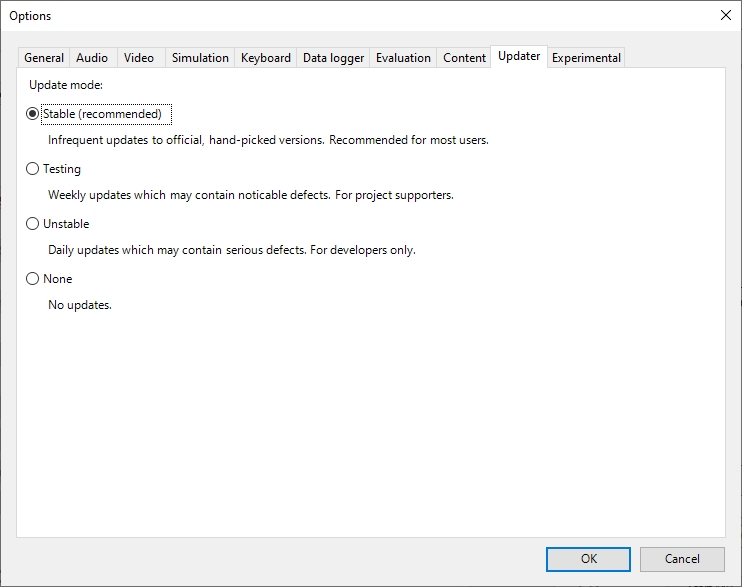 Options
General Audio Video Simulation Keyboard Data logger Evaluation Content Updater Experimental
Update mode:
Stable (recommended)
Infrequent updates to official, hand-picked versions. Recommended for most users.
Testing
Weekly updates which may contain noticable defects. For project supporters.
Unstable
Daily updates which may contain serious defects. For developers only.
None
No updates.
OK Cancel